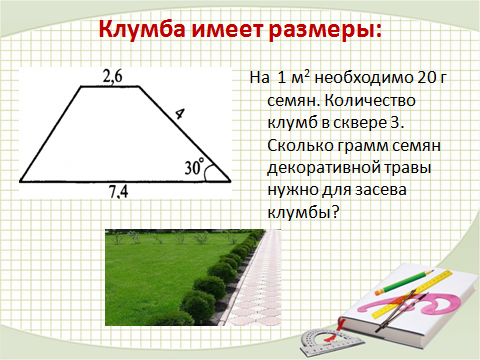 Клумба имеет размеры:
2,6
4
30°
7,4
На 1 м² необходимо 20 г
семян. Количество
клумб в сквере 3.
Сколько грамм семян
декоративной травы
нужно для засева
клумбы?